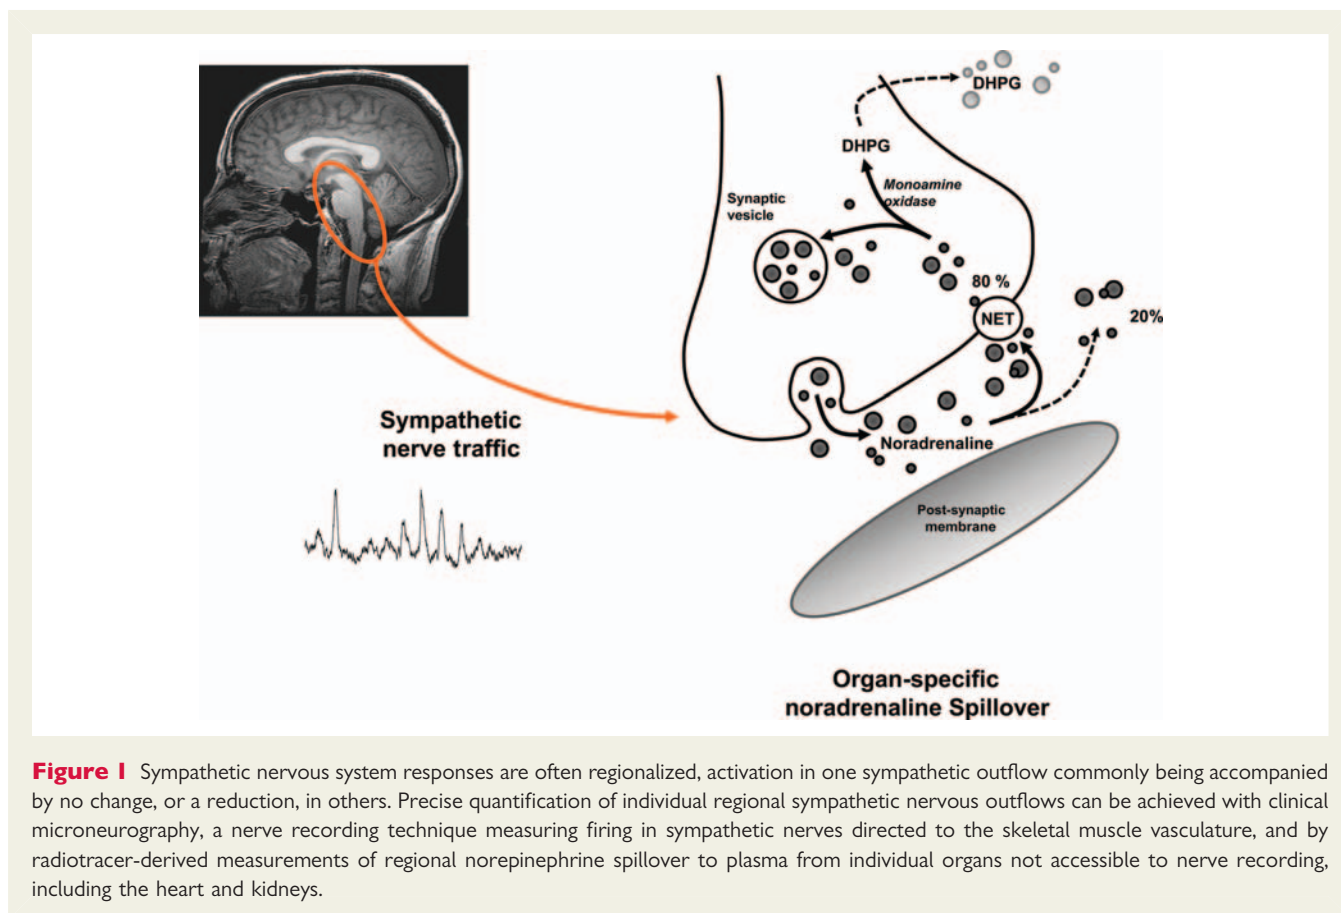 DHPG
DHPG
Monoamine
oxidase
Synaptic
vesicle
80 %
NET
20%
Sympathetic
nerve traffic
Noradrenaline
Post-synaptic
membrane
Organ-specific
noradrenaline Spillover
Figure 1 Sympathetic nervous system responses are often regionalized, activation in one sympathetic outflow commonly being accompanied
by no change, or a reduction, in others. Precise quantification of individual regional sympathetic nervous outflows can be achieved with clinical
microneurography, a nerve recording technique measuring firing in sympathetic nerves directed to the skeletal muscle vasculature, and by
radiotracer-derived measurements of regional norepinephrine spillover to plasma from individual organs not accessible to nerve recording,
including the heart and kidneys.